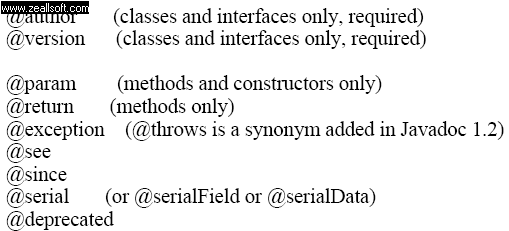 www.zeallsoft.com
@author (classes and interfaces only, required)
@version (classes and interfaces only, required)
@param (methods and constructors only)
@return (methods only)
@exception (@throws is a synonym added in Javadoc 1.2)
@see
@since
@serial (or @serialField or @serialData)
@deprecated